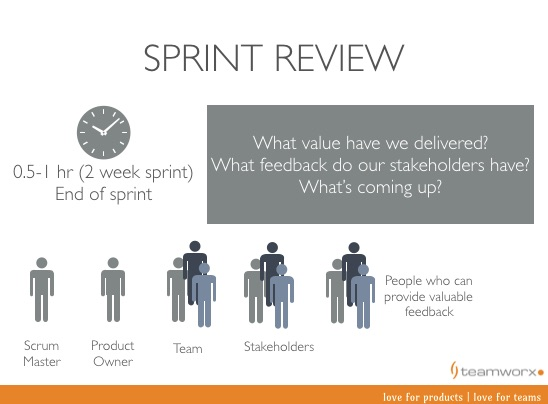 SPRINT REVIEW
0.5-1 hr (2 week sprint)
End of sprint
What value have we delivered?
What feedback do our stakeholders have?
What's coming up?
People who can
provide valuable
feedback
Scrum
Master
Product
Owner
Team
Stakeholders
teamworx
love for products | love for teams